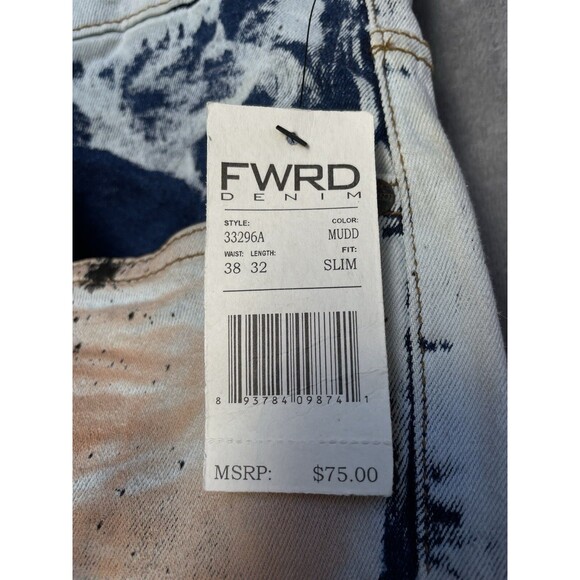 FWRD
DENIM
STYLE: COLOR:
33296A MUDD
WAIST: LENGTH: FIT:
38 32 SLIM
8 93784 09874 1
MSRP: $75.00